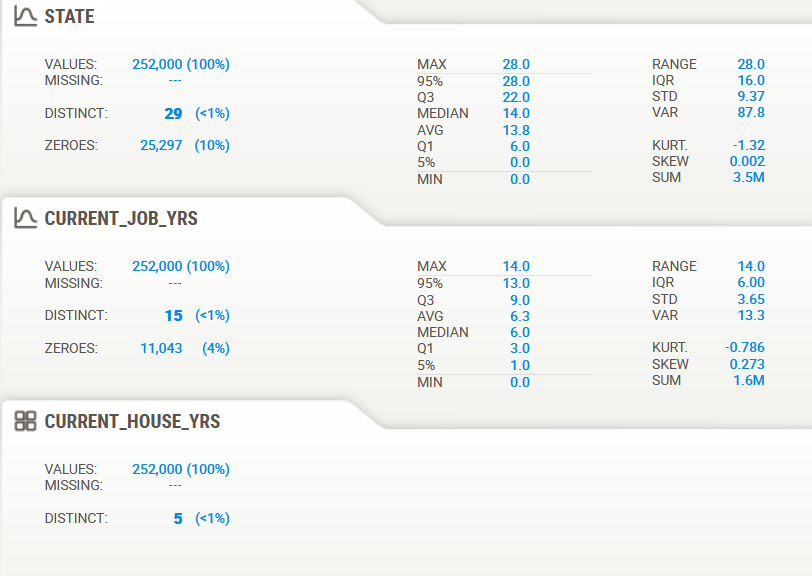 STATE
VALUES: 252,000 (100%) MAX 28.0 RANGE 28.0
MISSING: --- 95% 28.0 IQR 16.0
Q3 22.0 STD 9.37
DISTINCT: 29 (<1%) MEDIAN 14.0 VAR 87.8
AVG 13.8
ZEROES: 25,297 (10%) Q1 6.0 KURT. -1.32
5% 0.0 SKEW 0.002
MIN 0.0 SUM 3.5M
CURRENT_JOB_YRS
VALUES: 252,000 (100%) MAX 14.0 RANGE 14.0
MISSING: --- 95% 13.0 IQR 6.00
Q3 9.0 STD 3.65
DISTINCT: 15 (<1%) AVG 6.3 VAR 13.3
MEDIAN 6.0
ZEROES: 11,043 (4%) Q1 3.0 KURT. -0.786
5% 1.0 SKEW 0.273
MIN 0.0 SUM 1.6M
CURRENT_HOUSE_YRS
VALUES: 252,000 (100%)
MISSING: ---
DISTINCT: 5 (<1%)